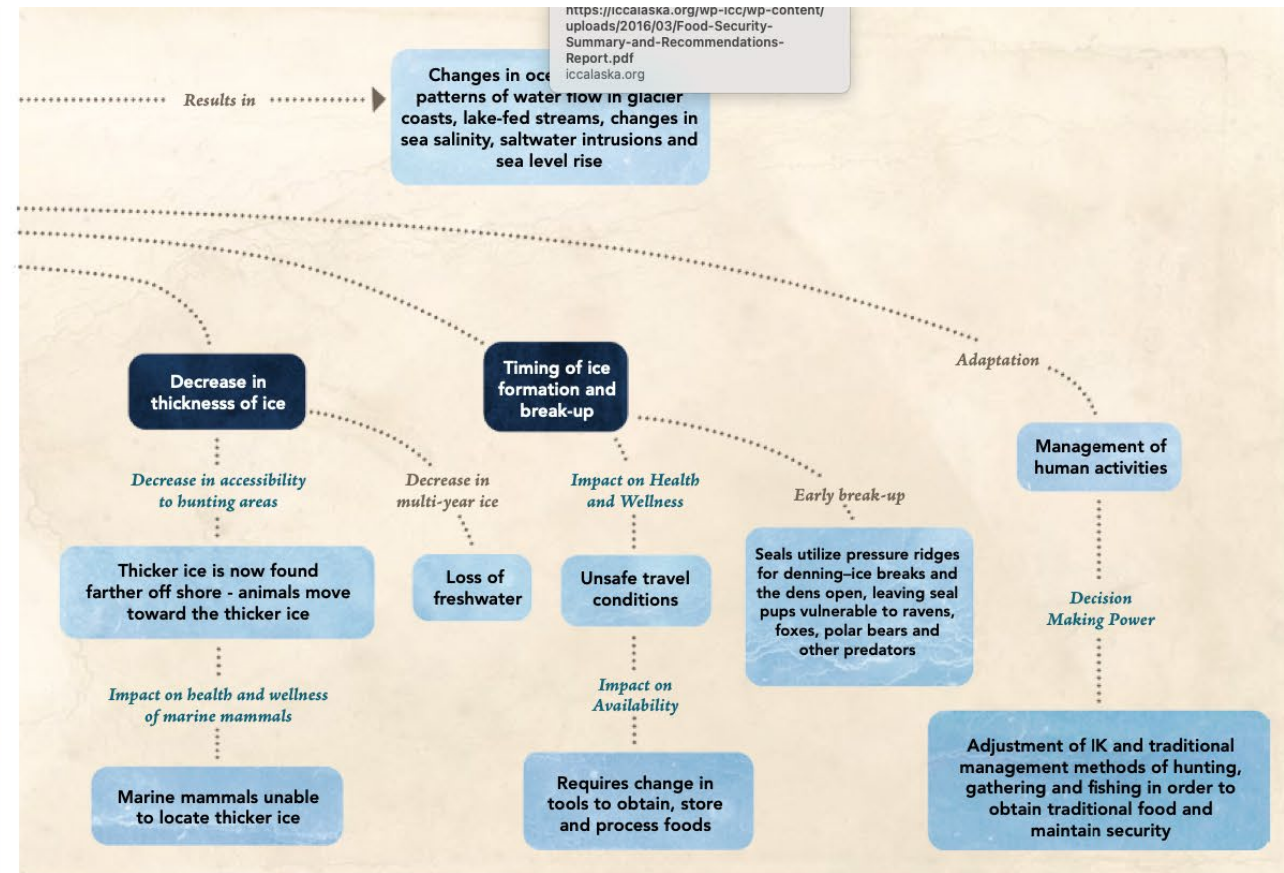 https://iccalaska.org/wp-icc/wp-content/
uploads/2016/03/Food-Security-
Summary-and-Recommendations-
Report.pdf
iccalaska.org
Changes in
patterns of water flow in glacier
coasts, lake-fed streams, changes in
sea salinity, saltwater intrusions and
sea level rise
Results in
Adaptation
Decrease in
thicknesss of ice
Timing of ice
formation and
break-up
Management of
human activities
Decrease in accessibility
to hunting areas
Decrease in
multi-year ice
Impact on Health
and Wellness
Early break-up
Thicker ice is now found
farther off shore - animals move
toward the thicker ice
Loss of
freshwater
Unsafe travel
conditions
Seals utilize pressure ridges
for denning–ice breaks and
the dens open, leaving seal
pups vulnerable to ravens,
foxes, polar bears and
other predators
Decision
Making Power
Impact on health and wellness
of marine mammals
Impact on
Availability
Marine mammals unable
to locate thicker ice
Requires change in
tools to obtain, store
and process foods
Adjustment of IK and traditional
management methods of hunting,
gathering and fishing in order to
obtain traditional food and
maintain security